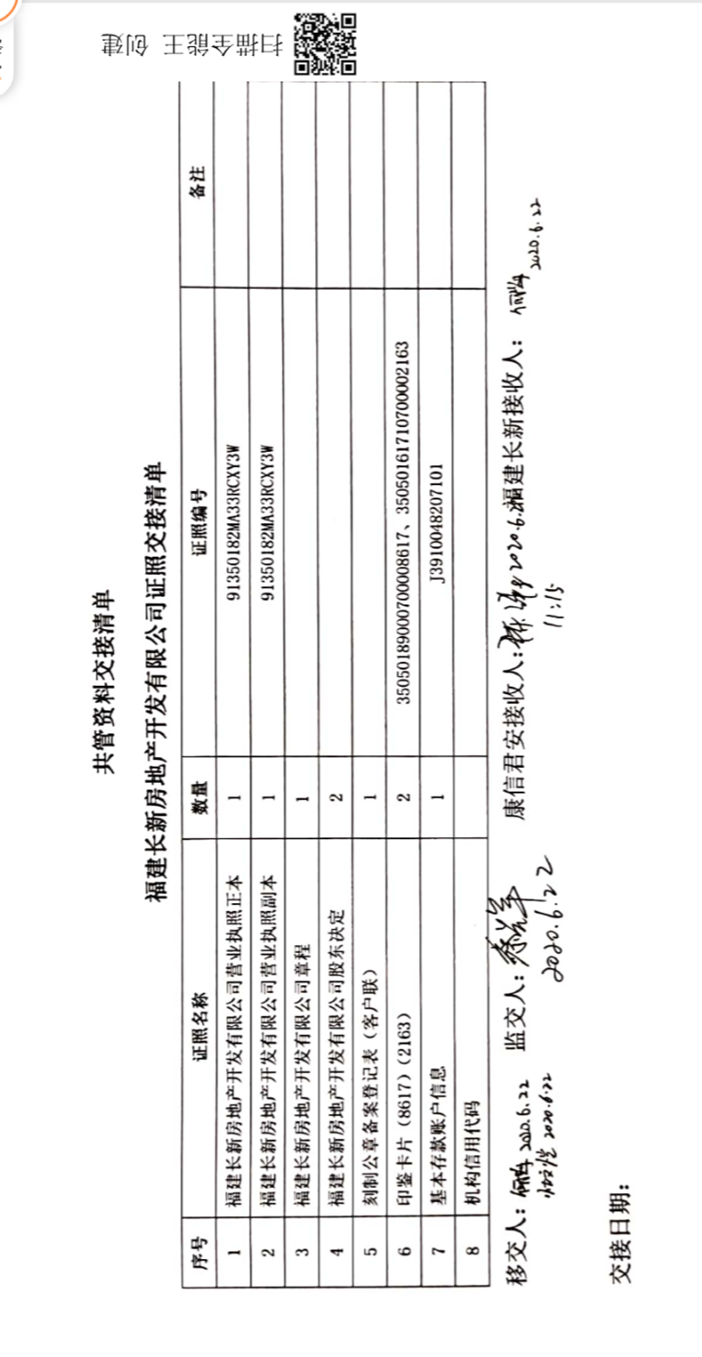 共管资料交接清单
福建长新房地产开发有限公司证照交接清单
序号 证照名称 数量 证照编号 备注
1 福建长新房地产开发有限公司营业执照正本 1 91350182MA33RCXY3W
2 福建长新房地产开发有限公司营业执照副本 1 91350182MA33RCXY3W
3 福建长新房地产开发有限公司章程 1
4 福建长新房地产开发有限公司股东决定 2
5 刻制公章备案登记表（客户联） 1
6 印鉴卡片（8617）（2163） 2 35050189000700008617、35050161710700002163
7 基本存款账户信息 1 J3910048207101
8 机构信用代码
移交人： 2020.6.22 监交人： 康信君安接收人： 2020.6. 福建长新接收人： 2020.6.22
2020.6.22 2020.6.22 11:15
交接日期：
扫描全能王 创建